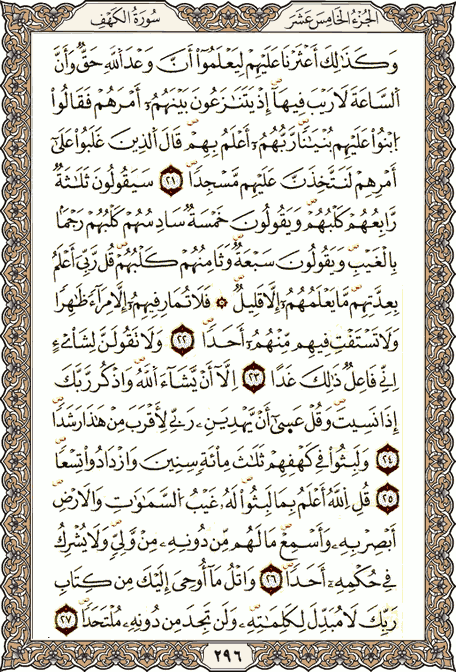 الجزء الخامس عشر
سورة الكهف
وَكَذَٰلِكَ أَعْثَرْنَا عَلَيْهِمْ لِيَعْلَمُوٓا۟ أَنَّ وَعْدَ ٱللَّهِ حَقٌّ وَأَنَّ
ٱلسَّاعَةَ لَا رَيْبَ فِيهَآ إِذْ يَتَنَٰزَعُونَ بَيْنَهُمْ أَمْرَهُمْ فَقَالُوا۟
ٱبْنُوا۟ عَلَيْهِم بُنْيَٰنًا رَّبُّهُمْ أَعْلَمُ بِهِمْ قَالَ ٱلَّذِينَ غَلَبُوا۟ عَلَىٰٓ
أَمْرِهِمْ لَنَتَّخِذَنَّ عَلَيْهِم مَّسْجِدًا ٢١ سَيَقُولُونَ ثَلَٰثَةٌ
رَّابِعُهُمْ كَلْبُهُمْ وَيَقُولُونَ خَمْسَةٌ سَادِسُهُمْ كَلْبُهُمْ رَجْمًۢا
بِٱلْغَيْبِ وَيَقُولُونَ سَبْعَةٌ وَثَامِنُهُمْ كَلْبُهُمْ قُل رَّبِّىٓ أَعْلَمُ
بِعِدَّتِهِم مَّا يَعْلَمُهُمْ إِلَّا قَلِيلٌ ۞ فَلَا تُمَارِ فِيهِمْ إِلَّا مِرَآءً ظَٰهِرًا
وَلَا تَسْتَفْتِ فِيهِم مِّنْهُمْ أَحَدًا ٢٢ وَلَا تَقُولَنَّ لِشَا۟ىْءٍ
إِنِّى فَاعِلٌ ذَٰلِكَ غَدًا ٢٣ إِلَّآ أَنْ يَّشَآءَ ٱللَّهُ وَٱذْكُر رَّبَّكَ
إِذَا نَسِيتَ وَقُلْ عَسَىٰٓ أَنْ يَّهْدِيَنِۦ رَبِّى لِأَقْرَبَ مِنْ هَٰذَا رَشَدًا
٢٤ وَلَبِثُوا۟ فِى كَهْفِهِمْ ثَلَٰثَ مِا۟ئَةٍ سِنِينَ وَٱزْدَادُوا۟ تِسْعًا
٢٥ قُلِ ٱللَّهُ أَعْلَمُ بِمَا لَبِثُوا۟ لَهُۥ غَيْبُ ٱلسَّمَٰوَٰتِ وَٱلْأَرْضِ
أَبْصِرْ بِهِۦ وَأَسْمِعْ مَا لَهُم مِّن دُونِهِۦ مِنْ وَّلِىٍّ وَلَا يُشْرِكُ
فِى حُكْمِهِۦٓ أَحَدًا ٢٦ وَٱتْلُ مَآ أُوحِىَ إِلَيْكَ مِن كِتَابِ
رَبِّكَ لَا مُبَدِّلَ لِكَلِمَٰتِهِۦ وَلَن تَجِدَ مِن دُونِهِۦ مُلْتَحَدًا ٢٧
٢٩٦